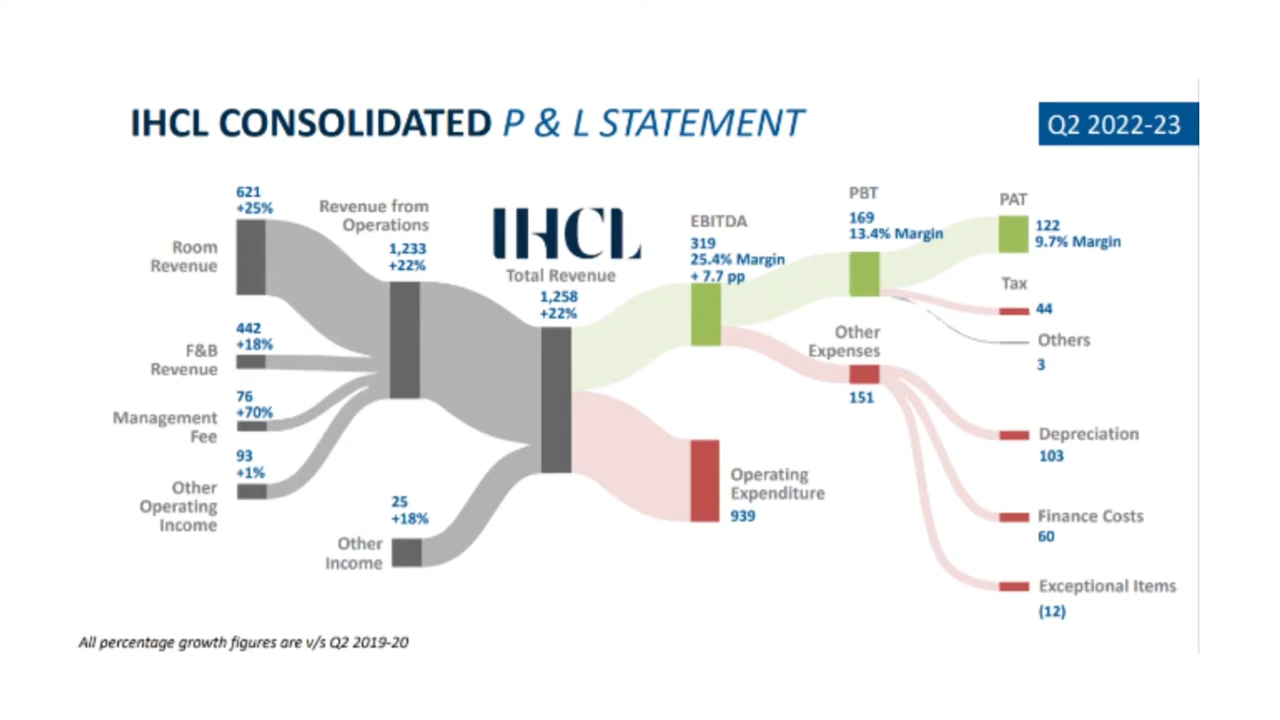 IHCL CONSOLIDATED P & L STATEMENT
Q2 2022-23
621
+25%
Room
Revenue
442
+18%
F&B
Revenue
76
+70%
Management
Fee
93
+1%
Other
Operating
Income
Revenue from
Operations
1,233
+22%
25
+18%
Other
Income
IHCL
Total Revenue
1,258
+22%
EBITDA
319
25.4% Margin
+ 7.7 pp
Operating
Expenditure
939
PBT
169
13.4% Margin
Other
Expenses
151
PAT
122
9.7% Margin
Tax
44
Others
3
Depreciation
103
Finance Costs
60
Exceptional Items
(12)
All percentage growth figures are v/s Q2 2019-20